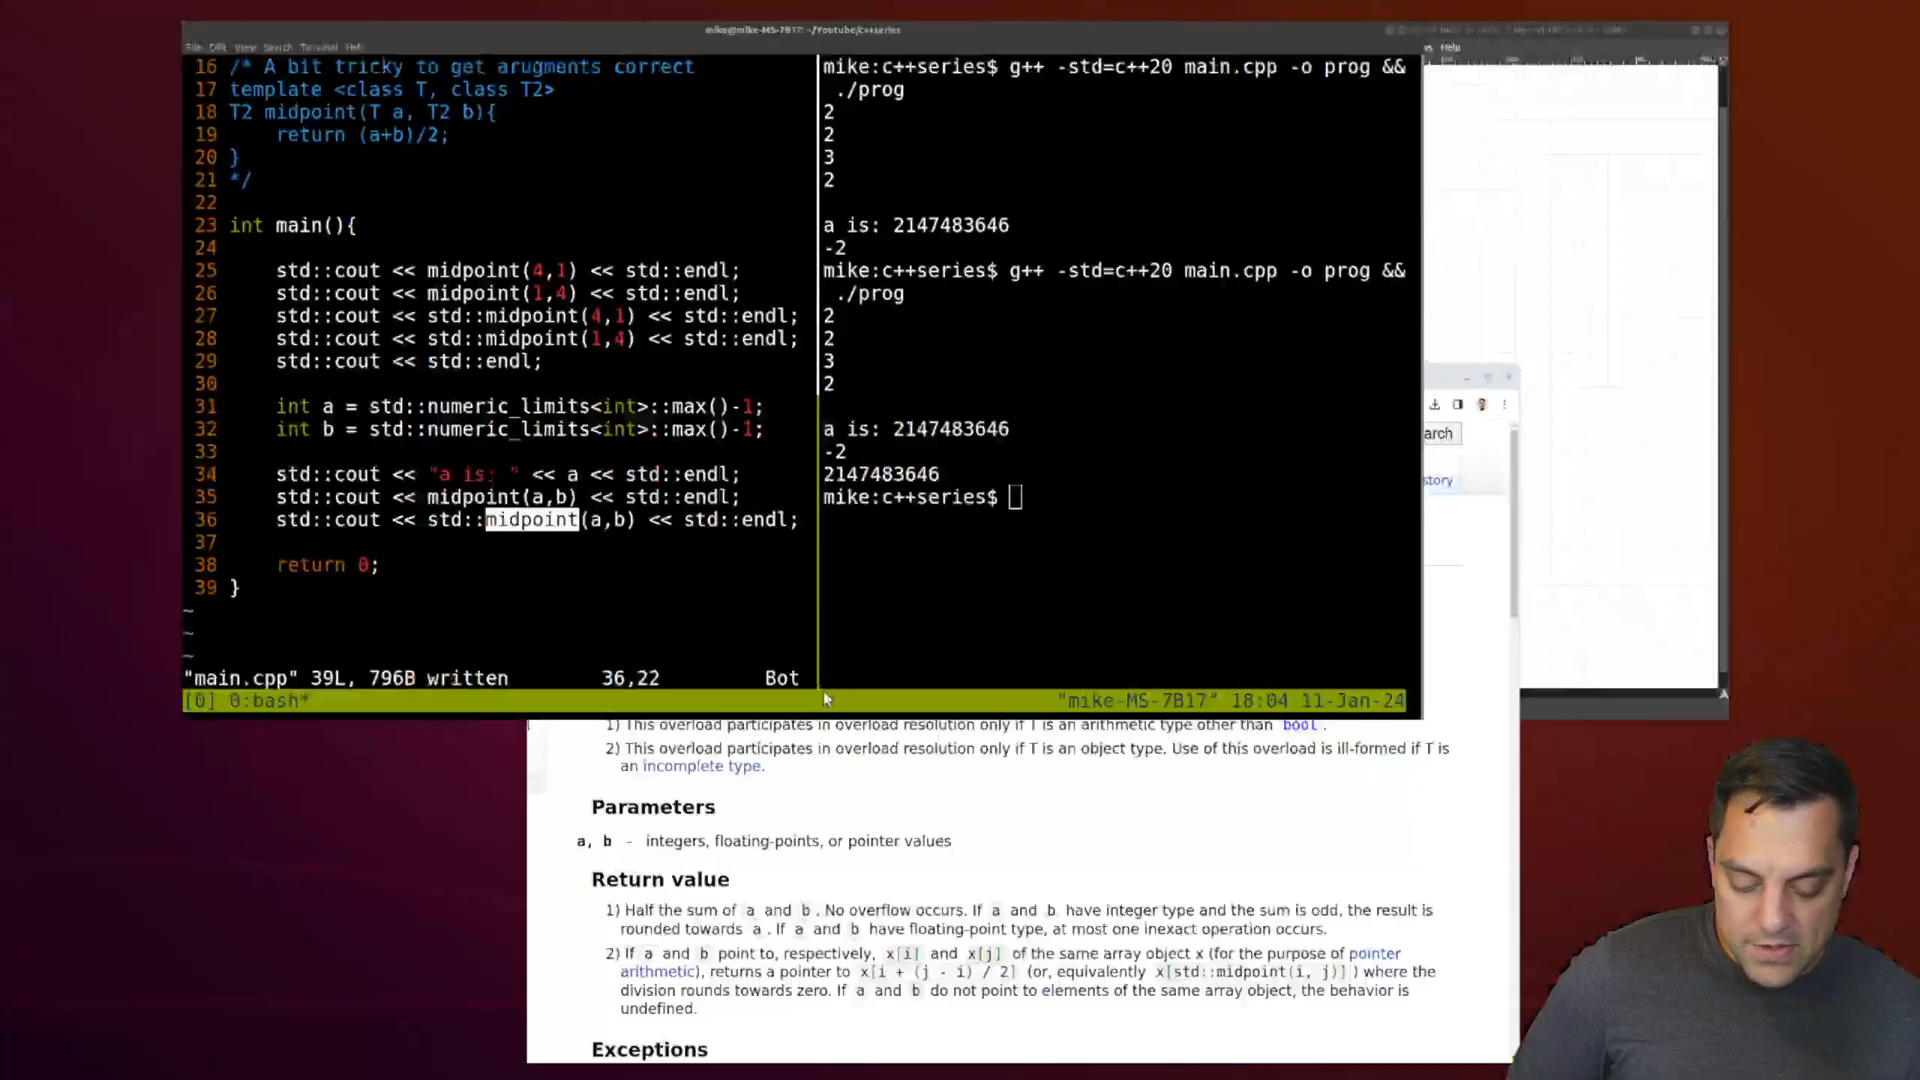 mike@mike-MS-7B17: ~/Youtube/c++series
File Edit View Search Terminal Help
Help
16 /* A bit tricky to get arugments correct
17 template <class T, class T2>
18 T2 midpoint(T a, T2 b){
19     return (a+b)/2;
20 }
21 */
22
23 int main(){
24
25     std::cout << midpoint(4,1) << std::endl;
26     std::cout << midpoint(1,4) << std::endl;
27     std::cout << std::midpoint(4,1) << std::endl;
28     std::cout << std::midpoint(1,4) << std::endl;
29     std::cout << std::endl;
30
31     int a = std::numeric_limits<int>::max()-1;
32     int b = std::numeric_limits<int>::max()-1;
33
34     std::cout << "a is: " << a << std::endl;
35     std::cout << midpoint(a,b) << std::endl;
36     std::cout << std::midpoint(a,b) << std::endl;
37
38     return 0;
39 }
~
~
~
"main.cpp" 39L, 796B written 36,22 Bot
mike:c++series$ g++ -std=c++20 main.cpp -o prog &&
./prog
2
2
3
2
a is: 2147483646
-2
mike:c++series$ g++ -std=c++20 main.cpp -o prog &&
./prog
2
2
3
2
a is: 2147483646
-2
2147483646
mike:c++series$
[0] 0:bash* "mike-MS-7B17" 18:04 11-Jan-24
arch
story
1) This overload participates in overload resolution only if T is an arithmetic type other than bool .
2) This overload participates in overload resolution only if T is an object type. Use of this overload is ill-formed if T is
an incomplete type.
Parameters
a, b - integers, floating-points, or pointer values
Return value
1) Half the sum of a and b . No overflow occurs. If a and b have integer type and the sum is odd, the result is
rounded towards a . If a and b have floating-point type, at most one inexact operation occurs.
2) If a and b point to, respectively, x[i] and x[j] of the same array object x (for the purpose of pointer
arithmetic), returns a pointer to x[i + (j - i) / 2] (or, equivalently x[std::midpoint(i, j)] ) where the
division rounds towards zero. If a and b do not point to elements of the same array object, the behavior is
undefined.
Exceptions